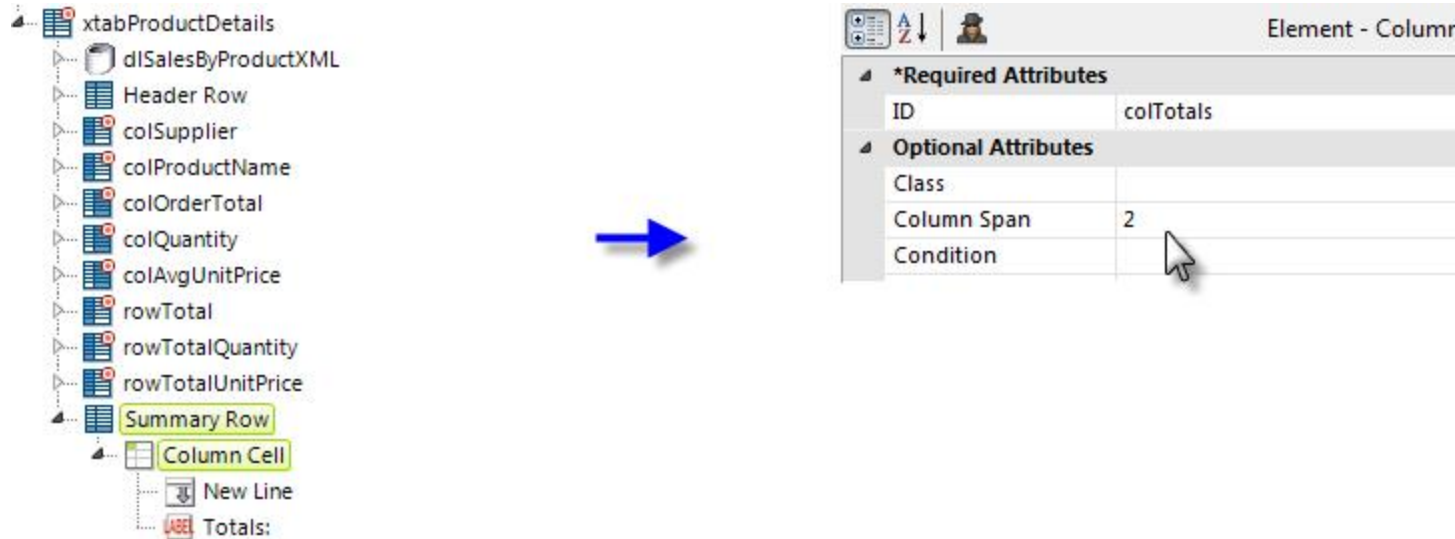 xtabProductDetails
dlSalesByProductXML
Header Row
colSupplier
colProductName
colOrderTotal
colQuantity
colAvgUnitPrice
rowTotal
rowTotalQuantity
rowTotalUnitPrice
Summary Row
Column Cell
New Line
LABEL Totals:
A Z Element - Column
*Required Attributes
ID colTotals
Optional Attributes
Class
Column Span 2
Condition